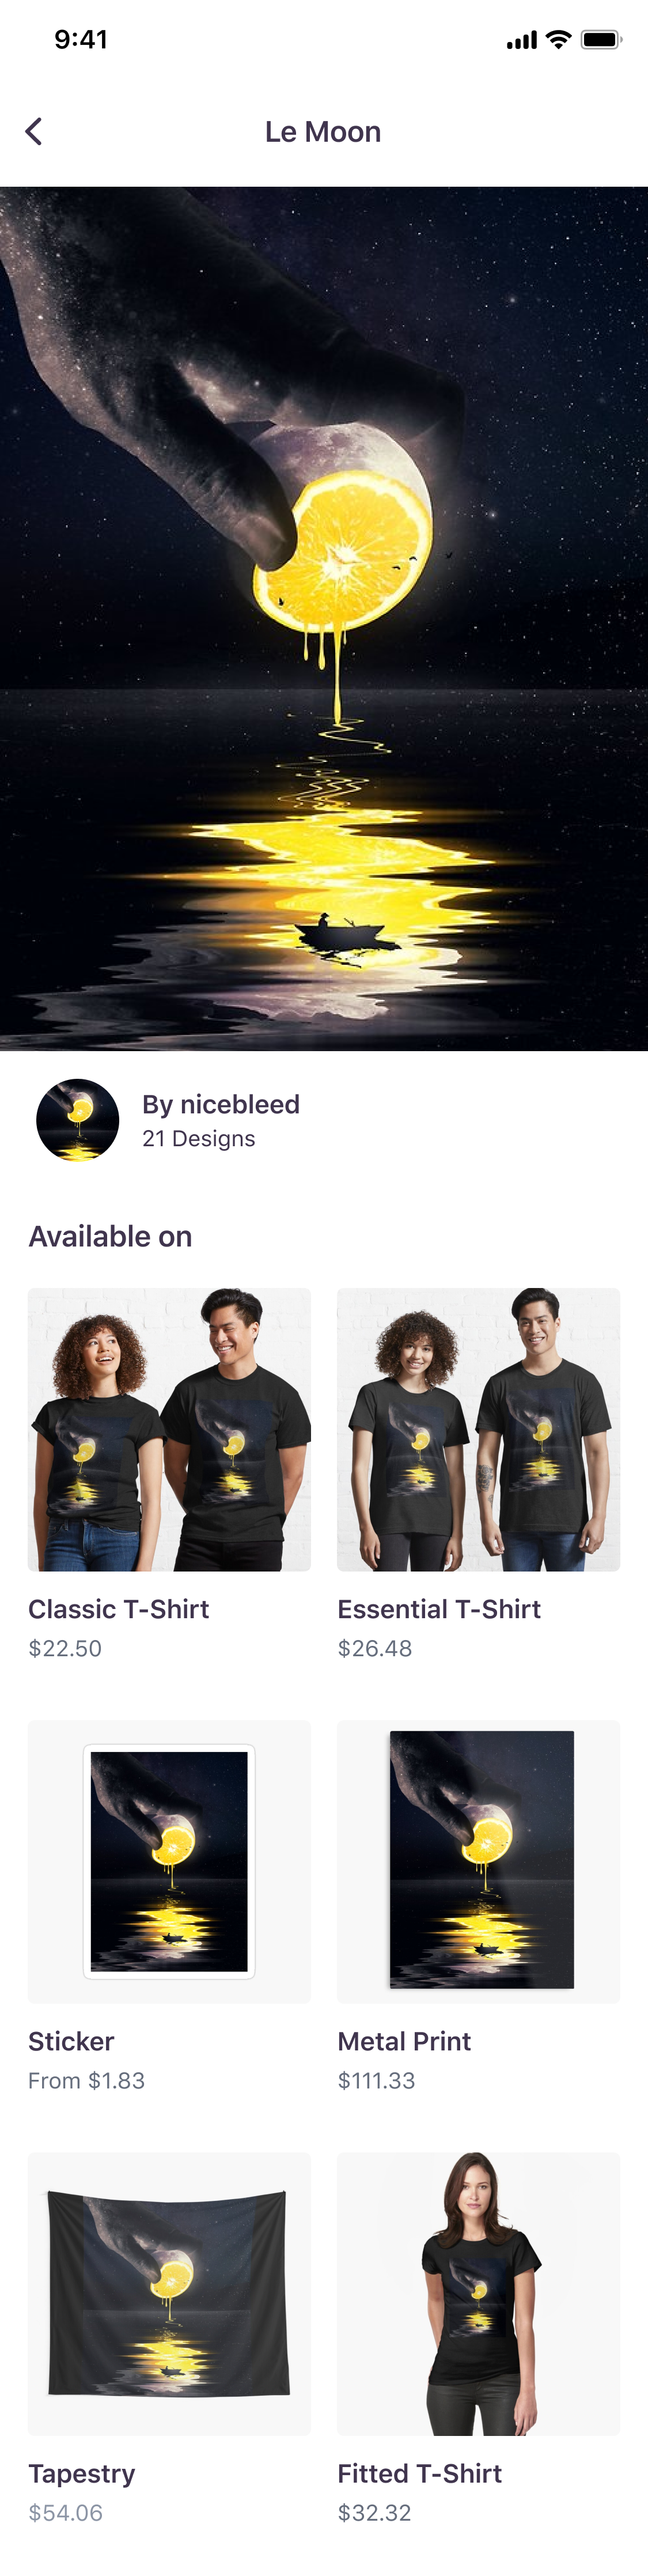 9:41
Le Moon
By nicebleed
21 Designs
Available on
Classic T-Shirt
$22.50
Essential T-Shirt
$26.48
Sticker
From $1.83
Metal Print
$111.33
Tapestry
$54.06
Fitted T-Shirt
$32.32